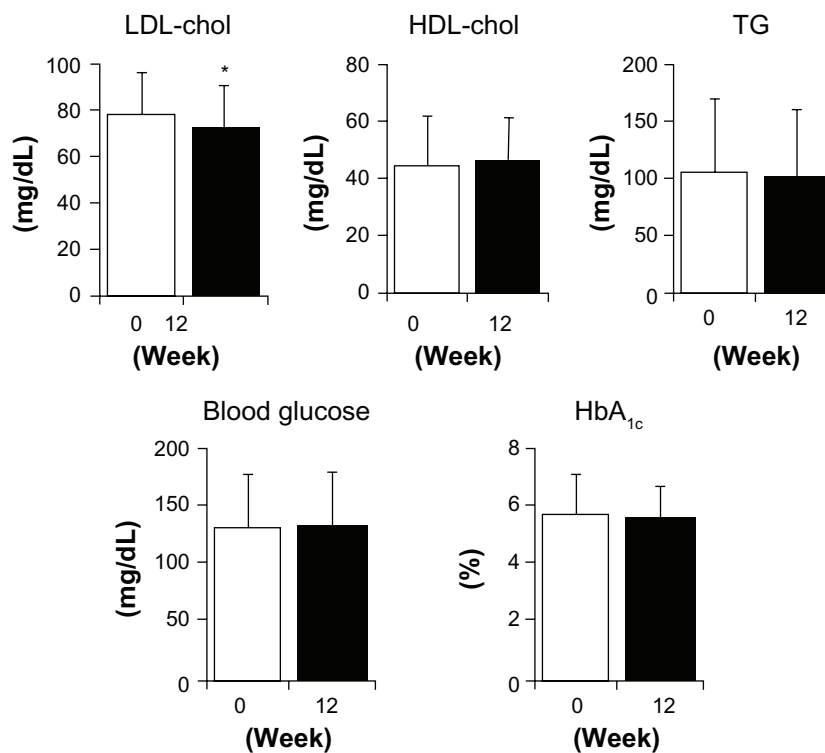 LDL-chol
100
80
60
40
20
0
(mg/dL)
*
0 12
(Week)
HDL-chol
80
60
40
20
0
(mg/dL)
0 12
(Week)
TG
200
150
100
50
0
(mg/dL)
0 12
(Week)
Blood glucose
200
150
100
50
0
(mg/dL)
0 12
(Week)
HbA1c
8
6
4
2
0
(%)
0 12
(Week)